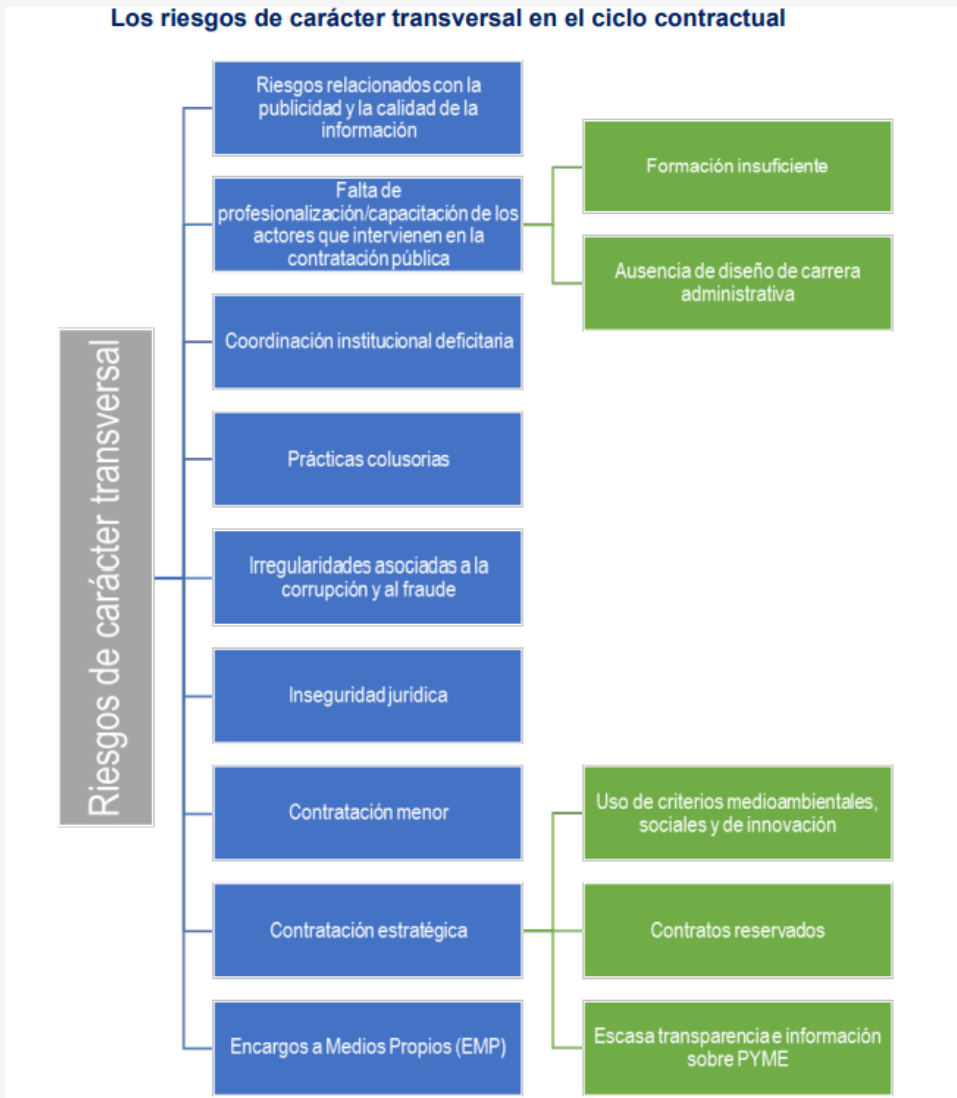 Los riesgos de carácter transversal en el ciclo contractual
Riesgos de carácter transversal
Riesgos relacionados con la
publicidad y la calidad de la
información
Falta de
profesionalización/capacitación de los
actores que intervienen en la
contratación pública
Formación insuficiente
Ausencia de diseño de carrera
administrativa
Coordinación institucional deficitaria
Prácticas colusorias
Irregularidades asociadas a la
corrupción y al fraude
Inseguridad jurídica
Contratación menor
Contratación estratégica
Uso de criterios medioambientales,
sociales y de innovación
Contratos reservados
Escasa transparencia e información
sobre PYME
Encargos a Medios Propios (EMP)